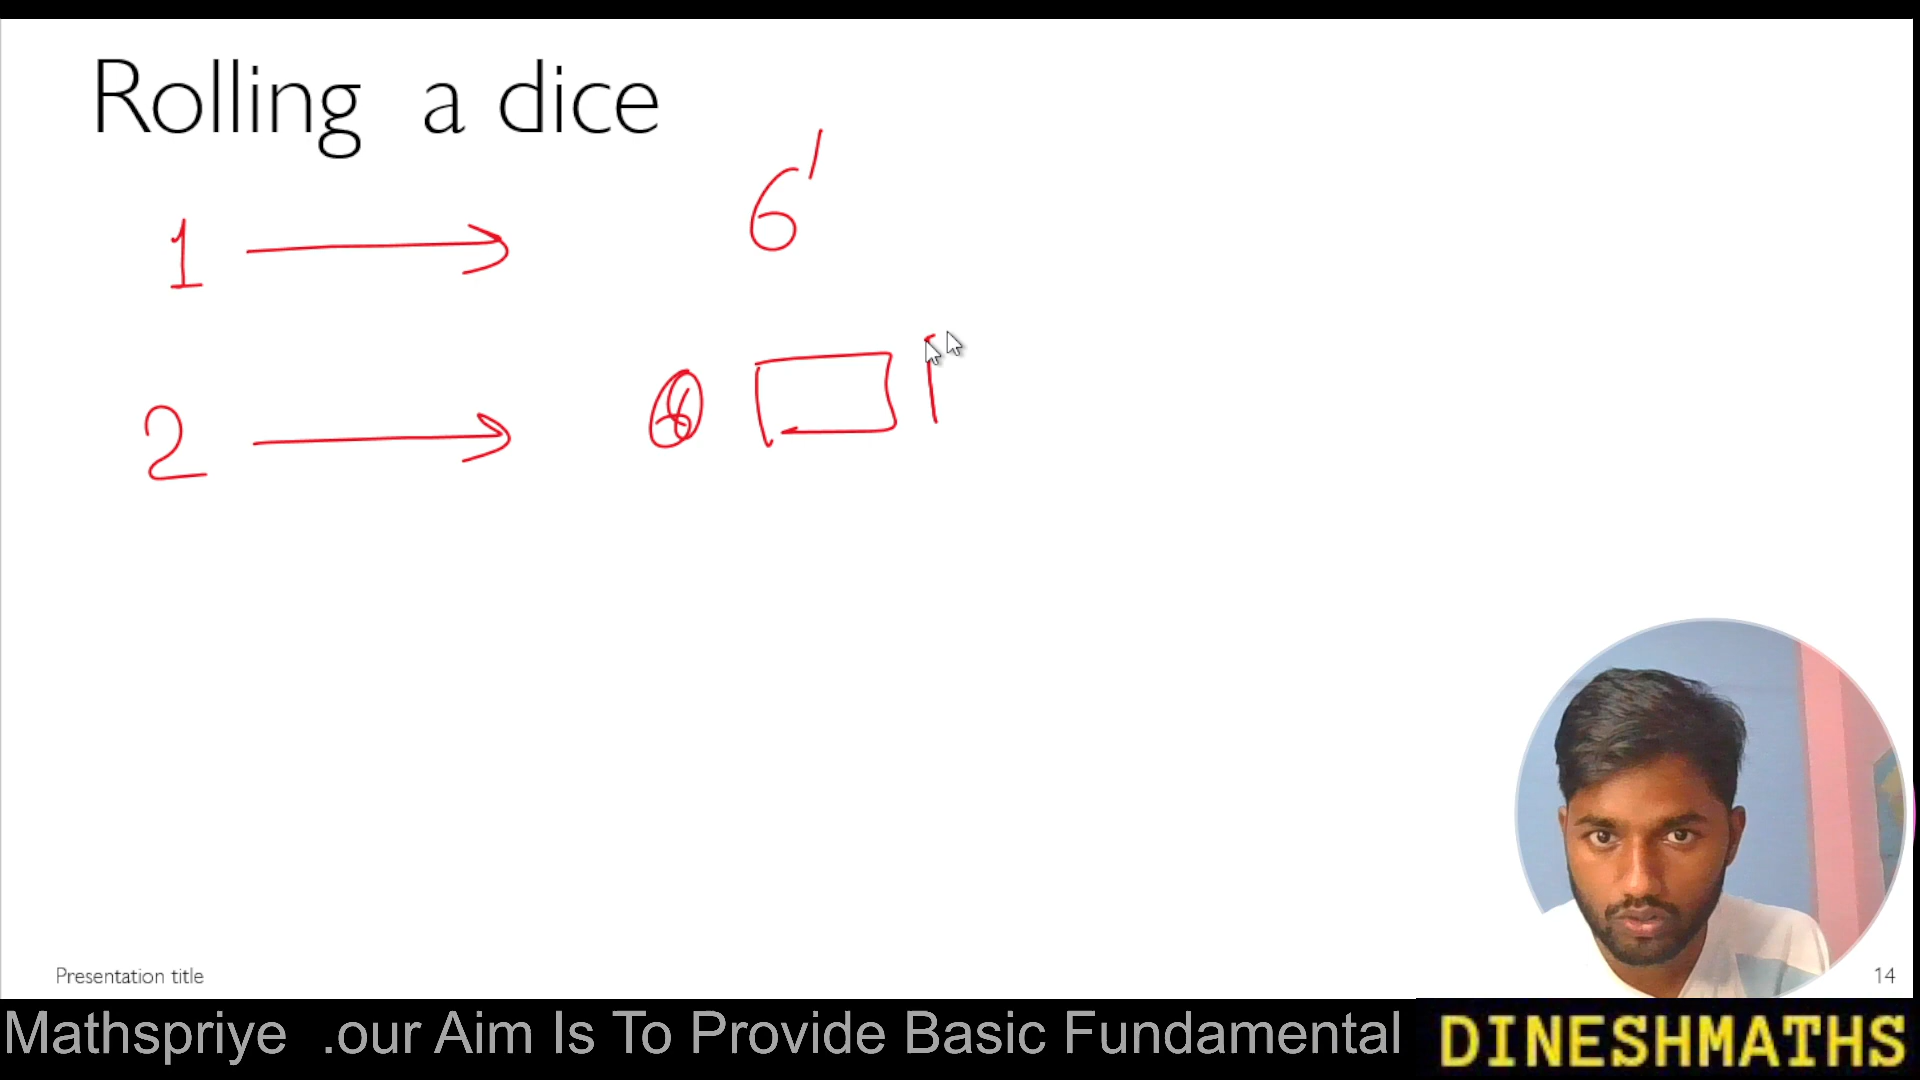 Rolling a dice
1 6'
2
Presentation title
14
Mathspriye .our Aim Is To Provide Basic Fundamental
DINESHMATHS